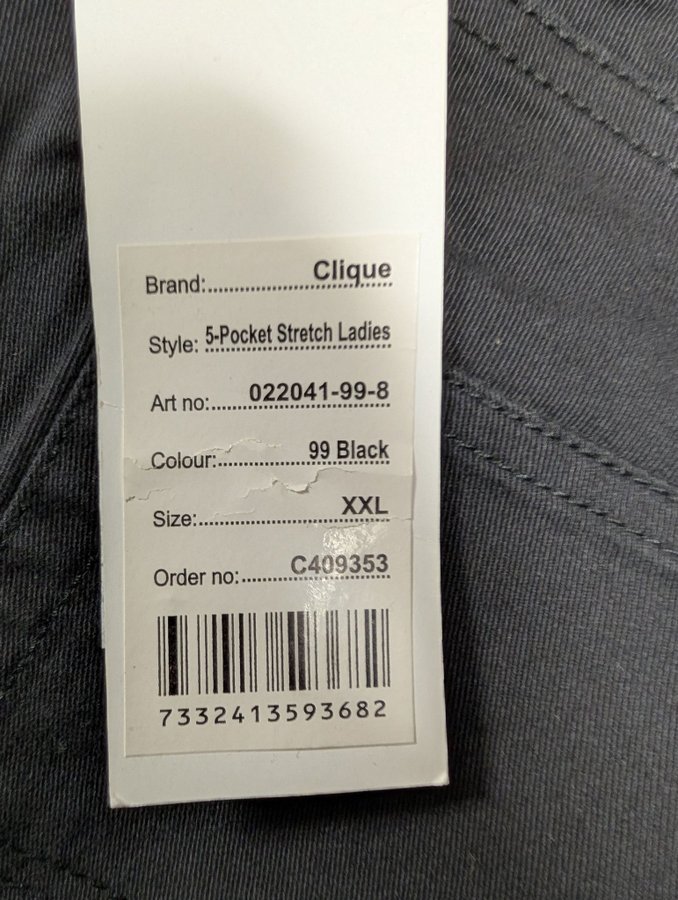 Brand: Clique
Style: 5-Pocket Stretch Ladies
Art no: 022041-99-8
Colour: 99 Black
Size: XXL
Order no: C409353
7332413593682